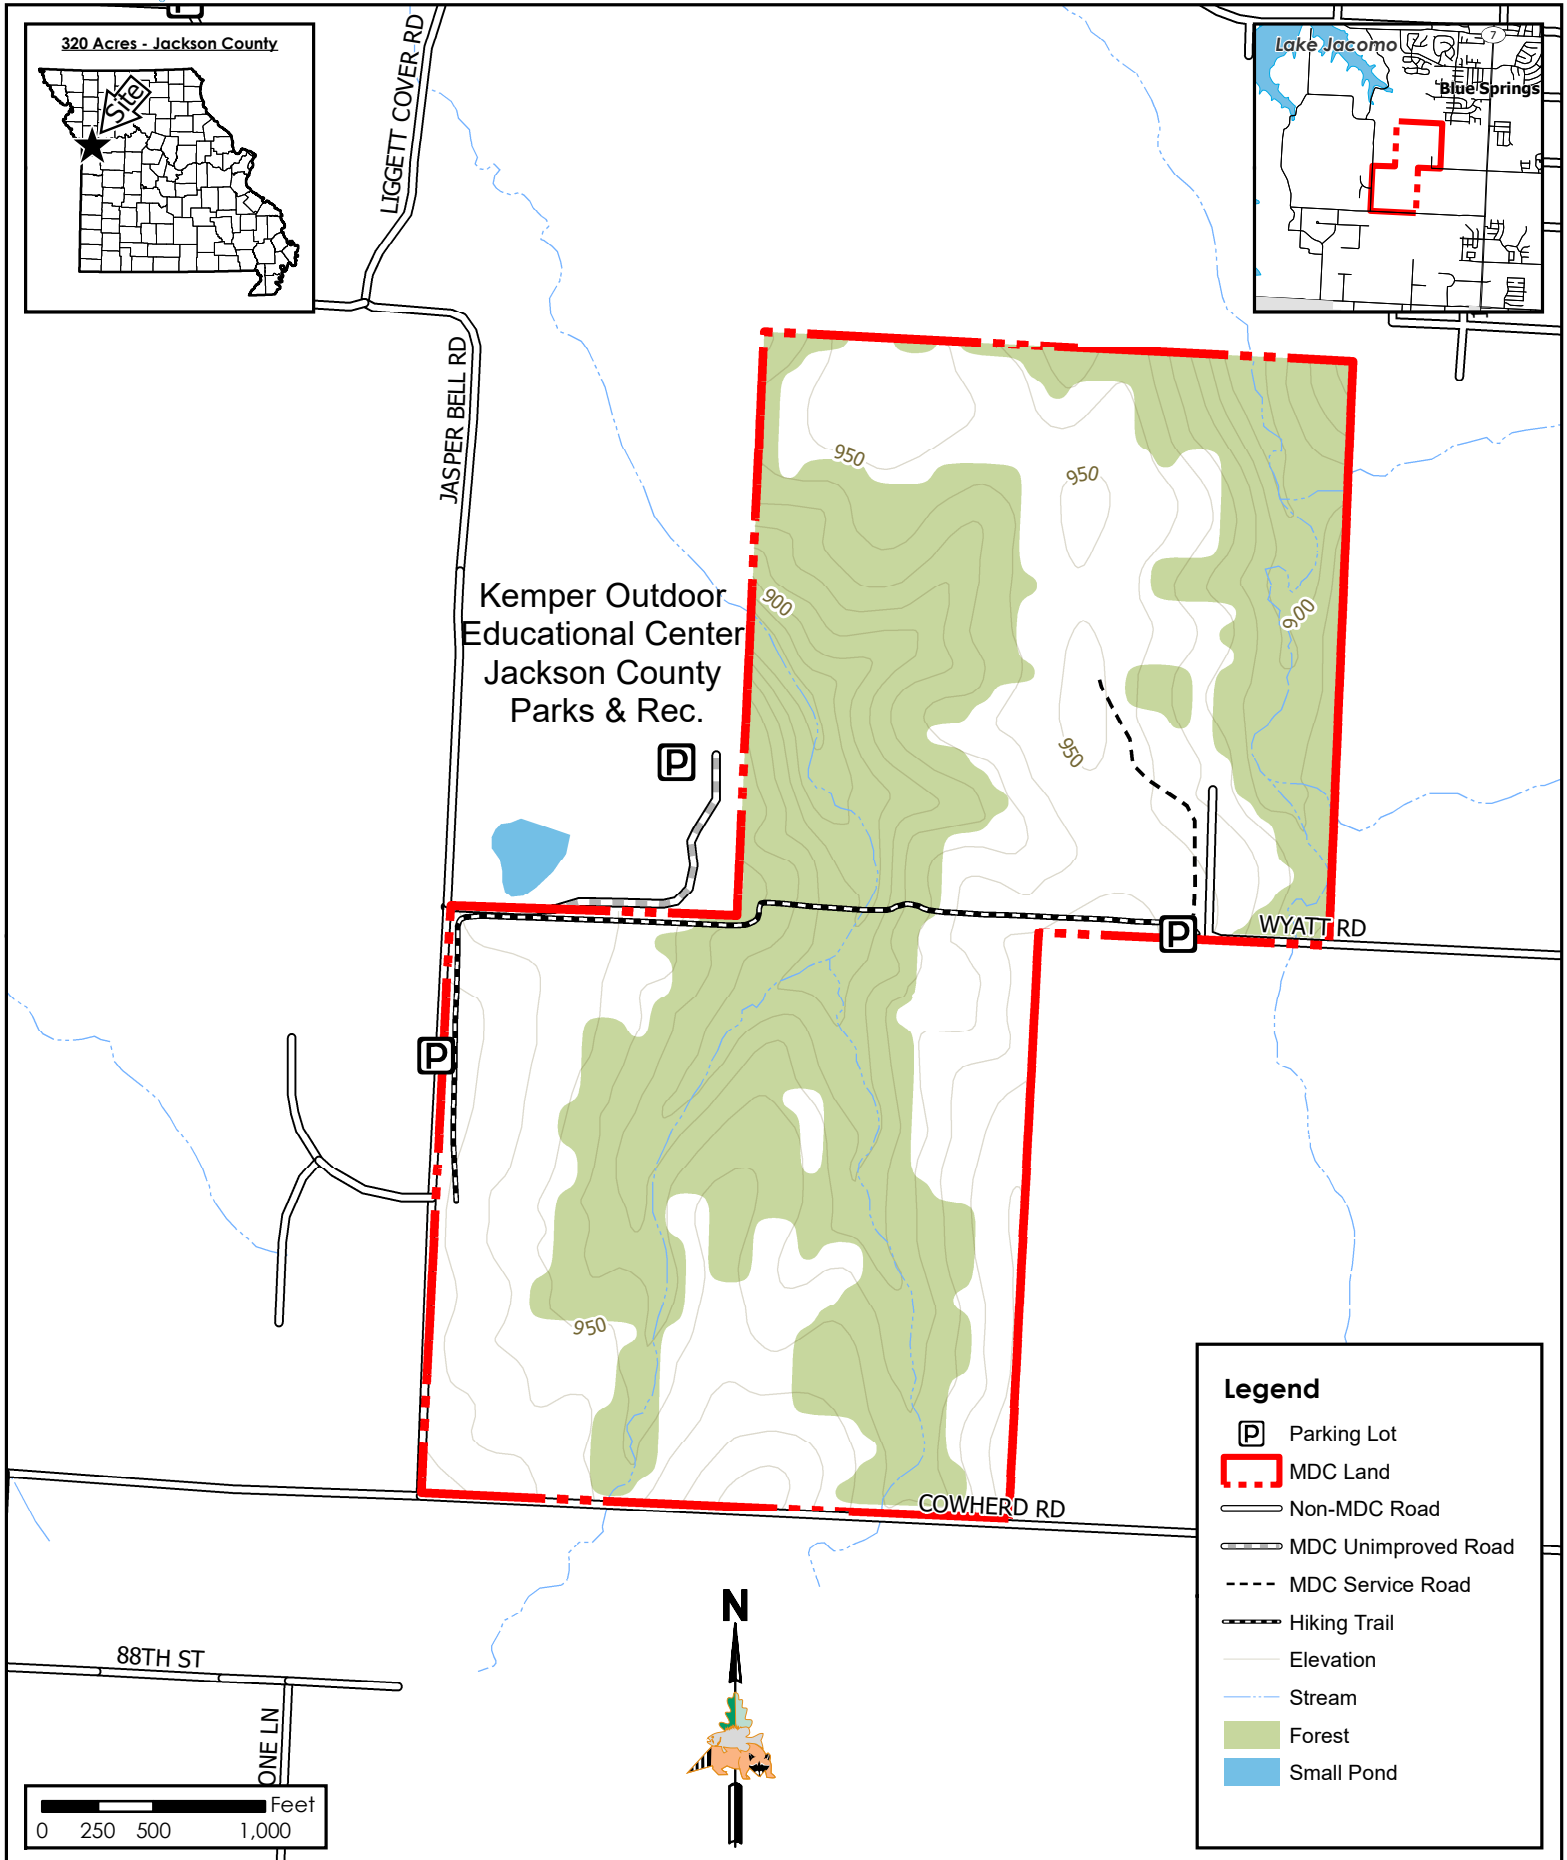 320 Acres - Jackson County
Site
LIGGETT COVER RD
Lake Jacomo
7
Blue Springs
JASPER BELL RD
950
950
Kemper Outdoor
Educational Center
Jackson County
Parks & Rec.
900
900
950
P
WYATT RD
P
P
950
COWHERD RD
Legend
P Parking Lot
MDC Land
Non-MDC Road
MDC Unimproved Road
MDC Service Road
Hiking Trail
Elevation
Stream
Forest
Small Pond
N
88TH ST
ONE LN
Feet
0 250 500 1,000